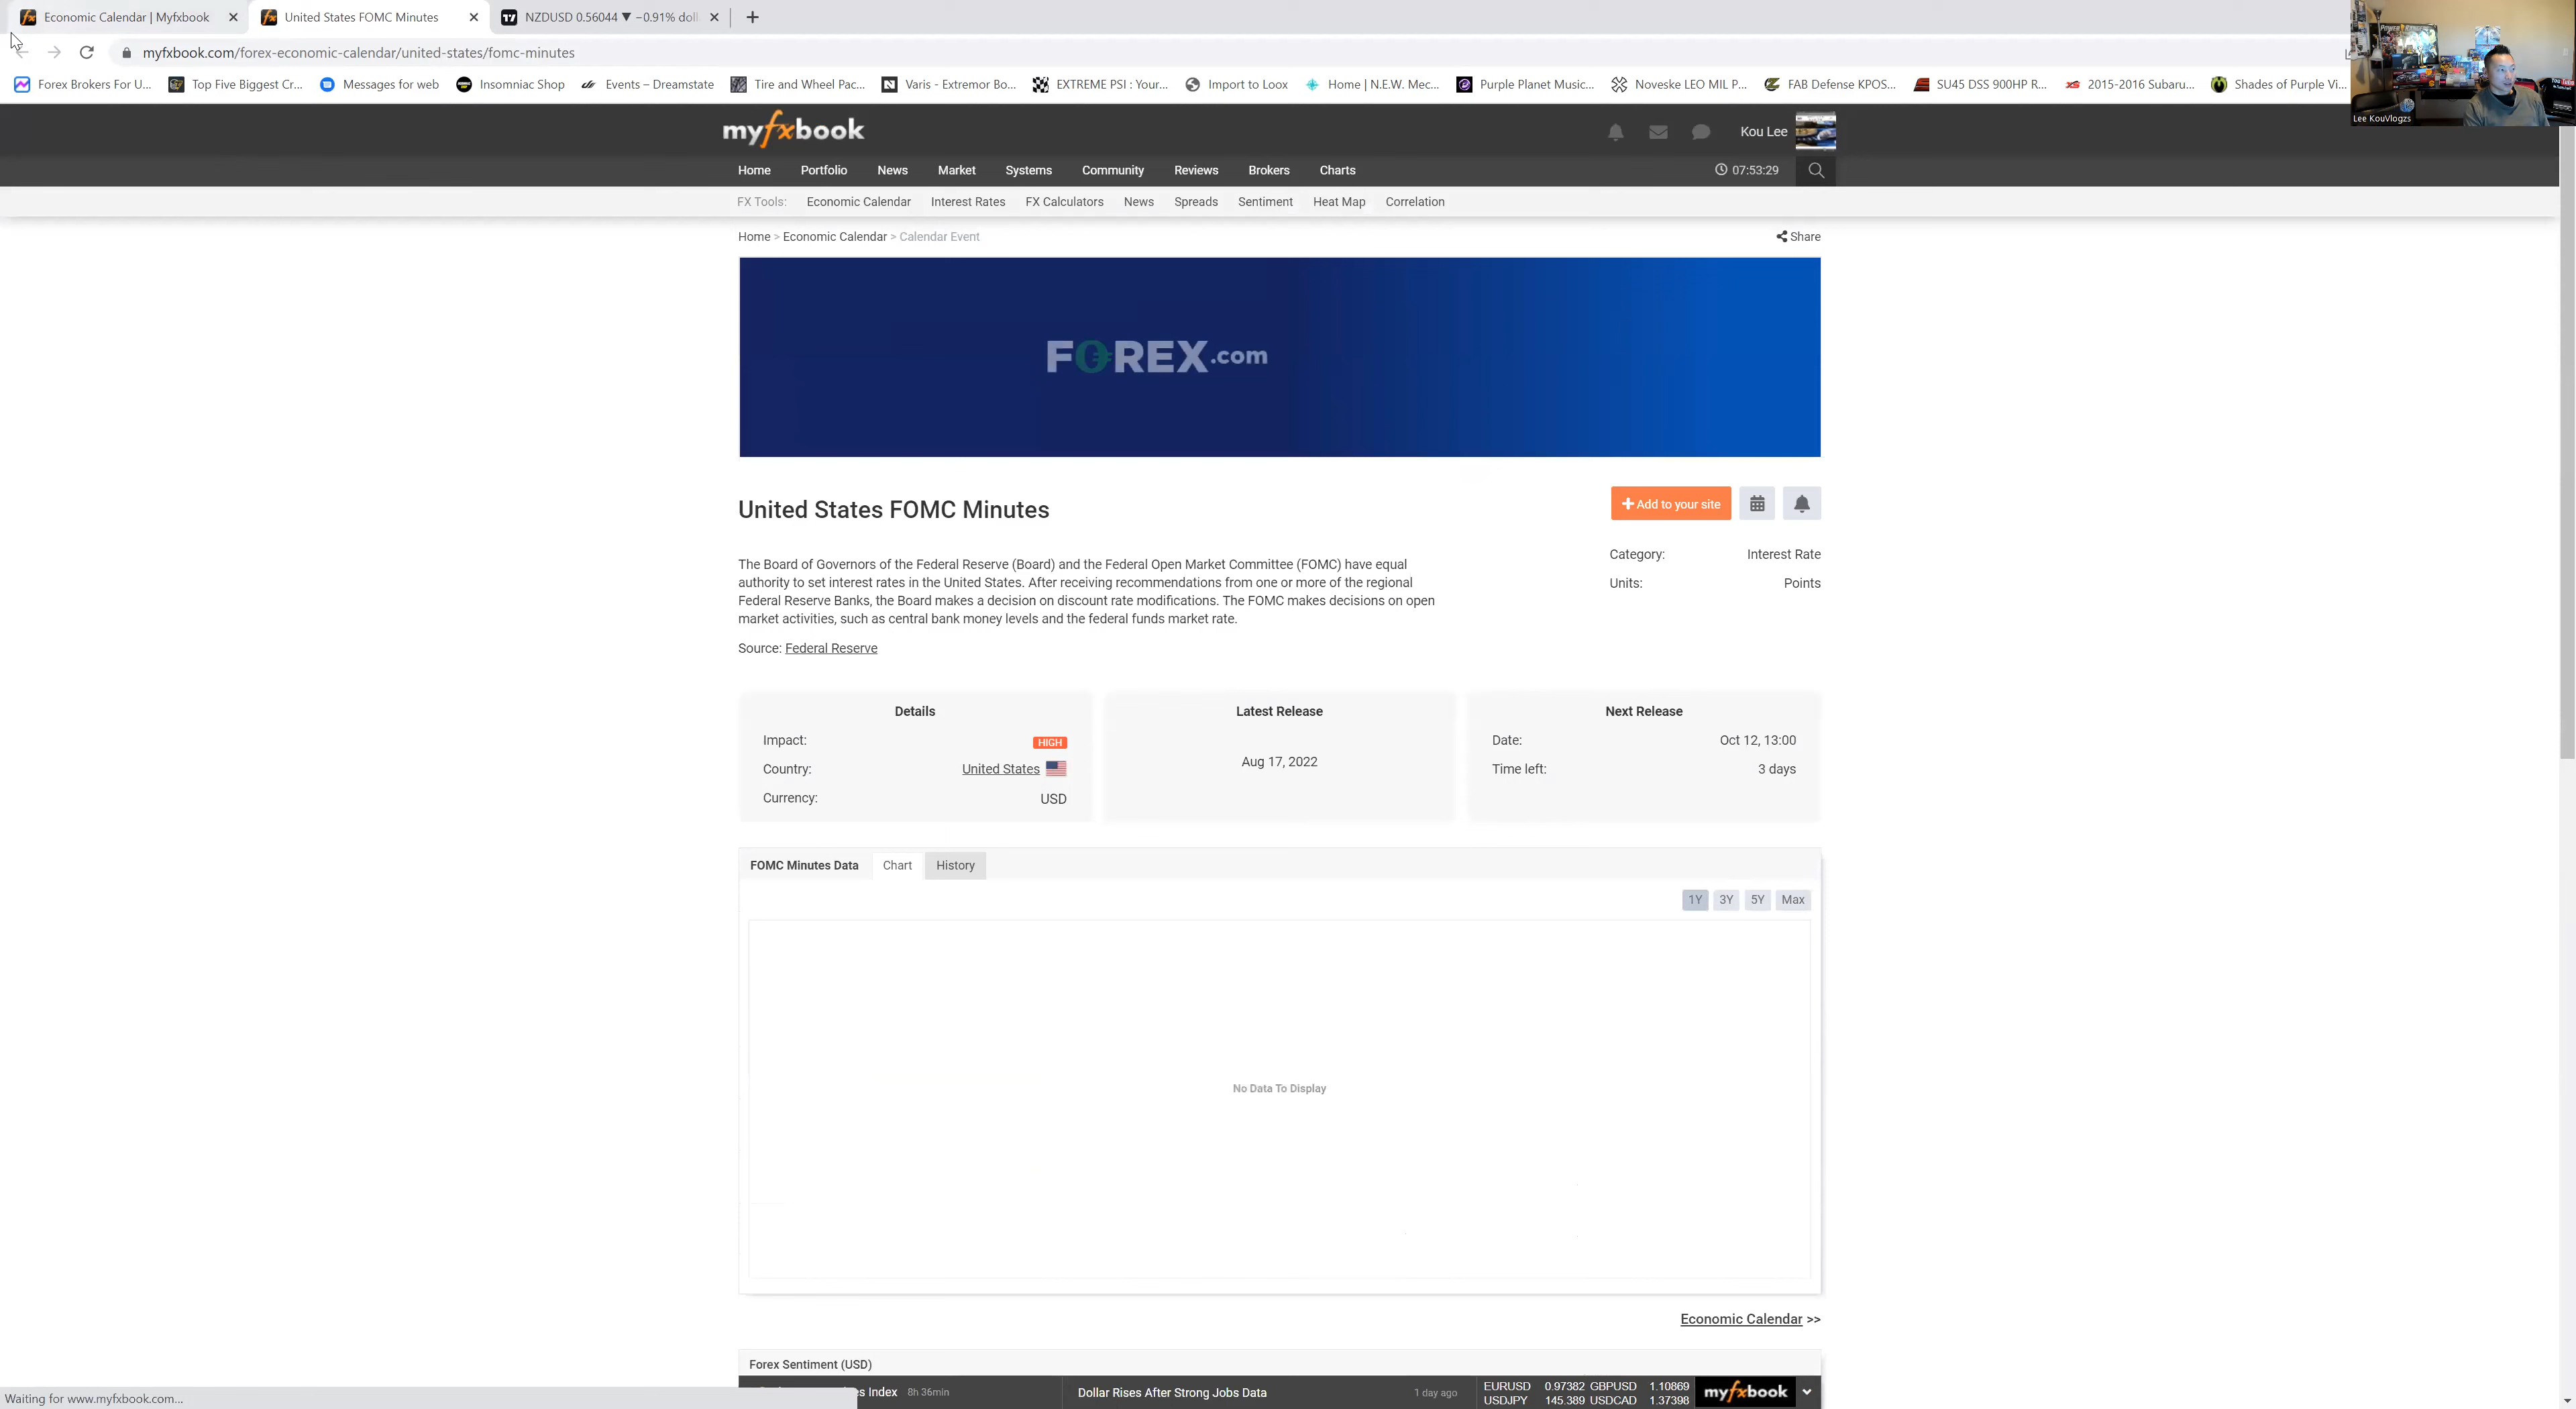 Economic Calendar | Myfxbook
United States FOMC Minutes
NZDUSD 0.56044 ▼ −0.91% doll
myfxbook.com/forex-economic-calendar/united-states/fomc-minutes
Forex Brokers For U... Top Five Biggest Cr... Messages for web Insomniac Shop Events – Dreamstate Tire and Wheel Pac... Varis - Extremor Bo... EXTREME PSI : Your... Import to Loox Home | N.E.W. Mec... Purple Planet Music... Noveske LEO MIL P... FAB Defense KPOS... SU45 DSS 900HP R... 2015-2016 Subaru... Shades of Purple Vi...
Lee KouVlogzs
myfxbook
Kou Lee
Home Portfolio News Market Systems Community Reviews Brokers Charts 07:53:29
FX Tools: Economic Calendar Interest Rates FX Calculators News Spreads Sentiment Heat Map Correlation
Home > Economic Calendar > Calendar Event
Share
FOREX.com
United States FOMC Minutes
+ Add to your site
The Board of Governors of the Federal Reserve (Board) and the Federal Open Market Committee (FOMC) have equal
authority to set interest rates in the United States. After receiving recommendations from one or more of the regional
Federal Reserve Banks, the Board makes a decision on discount rate modifications. The FOMC makes decisions on open
market activities, such as central bank money levels and the federal funds market rate.
Category: Interest Rate
Units: Points
Source: Federal Reserve
Details
Impact: HIGH
Country: United States
Currency: USD
Latest Release
Aug 17, 2022
Next Release
Date: Oct 12, 13:00
Time left: 3 days
FOMC Minutes Data Chart History
1Y 3Y 5Y Max
No Data To Display
Economic Calendar >>
Forex Sentiment (USD)
es Index 8h 36min
Dollar Rises After Strong Jobs Data 1 day ago
EURUSD 0.97382 GBPUSD 1.10869
USDJPY 145.389 USDCAD 1.37398
myfxbook
Waiting for www.myfxbook.com...